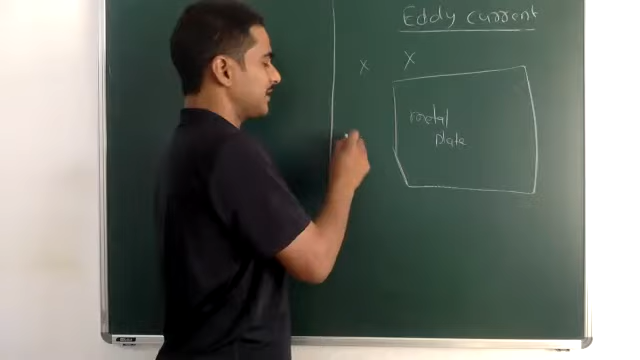 Eddy current
x x
metal
plate